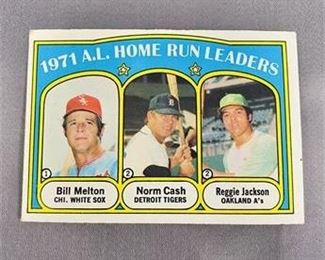 1971 A.L. HOME RUN LEADERS
1 2 2
Bill Melton Norm Cash Reggie Jackson
CHI. WHITE SOX DETROIT TIGERS OAKLAND A's